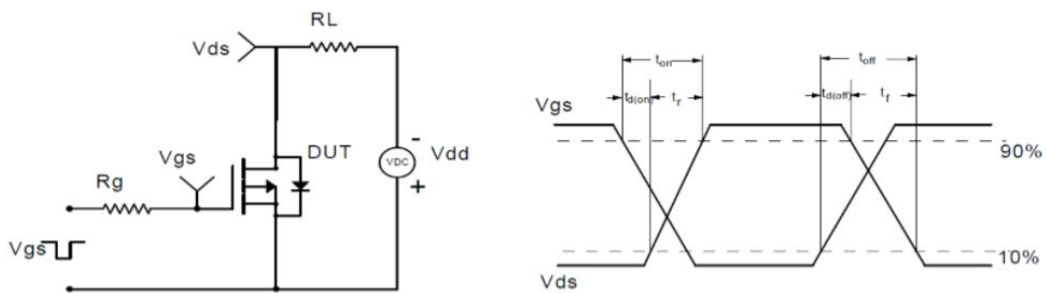 RL
Vds
Vgs
DUT
-
VDC
Vdd
+
Rg
Vgs
ton
toff
td(on)
tr
td(off)
tf
Vgs
90%
10%
Vds